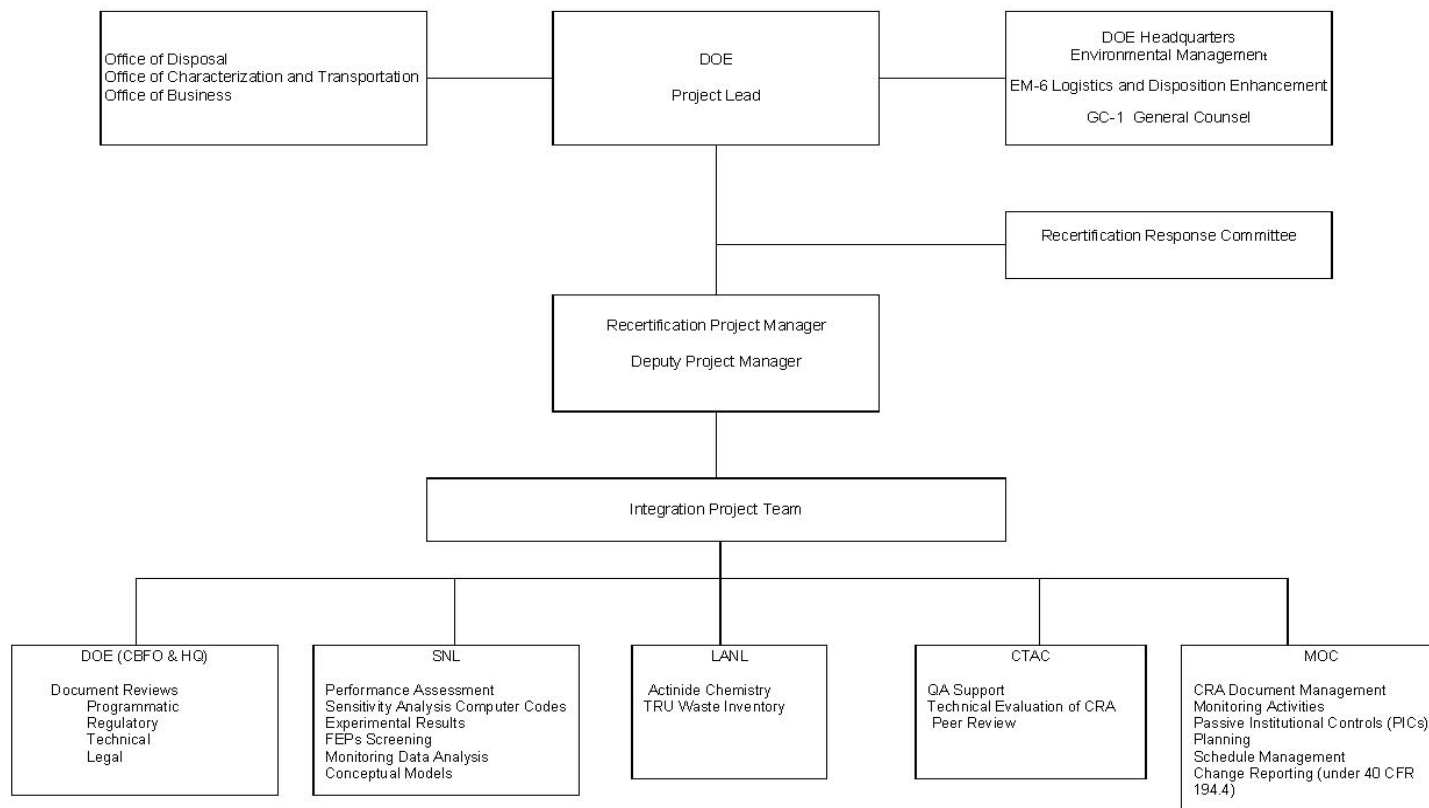 Office of Disposal
Office of Characterization and Transportation
Office of Business
DOE
Project Lead
DOE Headquarters
Environmental Management
EM-6 Logistics and Disposition Enhancement
GC-1 General Counsel
Recertification Response Committee
Recertification Project Manager
Deputy Project Manager
Integration Project Team
DOE (CBFO & HQ)
Document Reviews
Programmatic
Regulatory
Technical
Legal
SNL
Performance Assessment
Sensitivity Analysis Computer Codes
Experimental Results
FEPs Screening
Monitoring Data Analysis
Conceptual Models
LANL
Actinide Chemistry
TRU Waste Inventory
CTAC
QA Support
Technical Evaluation of CRA
Peer Review
MOC
CRA Document Management
Monitoring Activities
Passive Institutional Controls (PICs)
Planning
Schedule Management
Change Reporting (under 40 CFR
194.4)